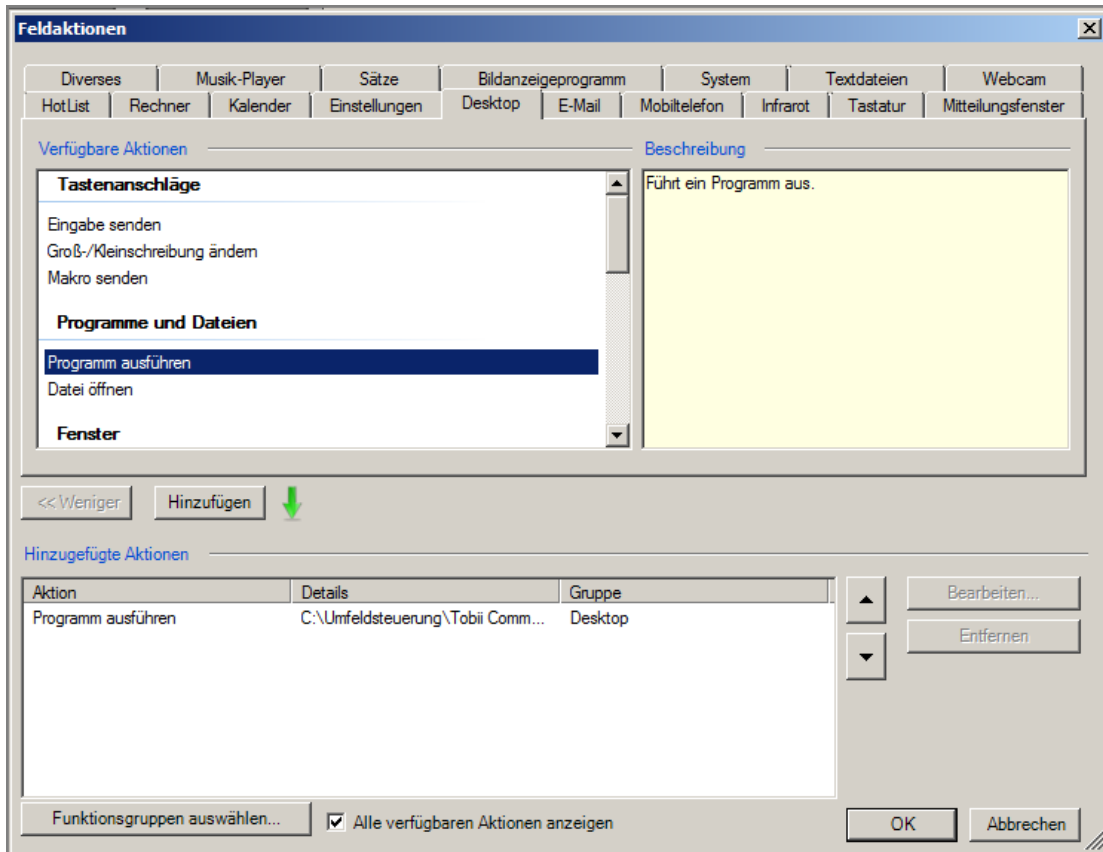 Feldaktionen
Diverses Musik-Player Sätze Bildanzeigeprogramm System Textdateien Webcam
HotList Rechner Kalender Einstellungen Desktop E-Mail Mobiltelefon Infrarot Tastatur Mitteilungsfenster
Verfügbare Aktionen Beschreibung
Tastenanschläge Führt ein Programm aus.
Eingabe senden
Groß-/Kleinschreibung ändern
Makro senden
Programme und Dateien
Programm ausführen
Datei öffnen
Fenster
<< Weniger Hinzufügen
Hinzugefügte Aktionen
Aktion Details Gruppe Bearbeiten...
Programm ausführen C:\Umfeldsteuerung\Tobii Comm... Desktop
Entfernen
Funktionsgruppen auswählen... Alle verfügbaren Aktionen anzeigen OK Abbrechen